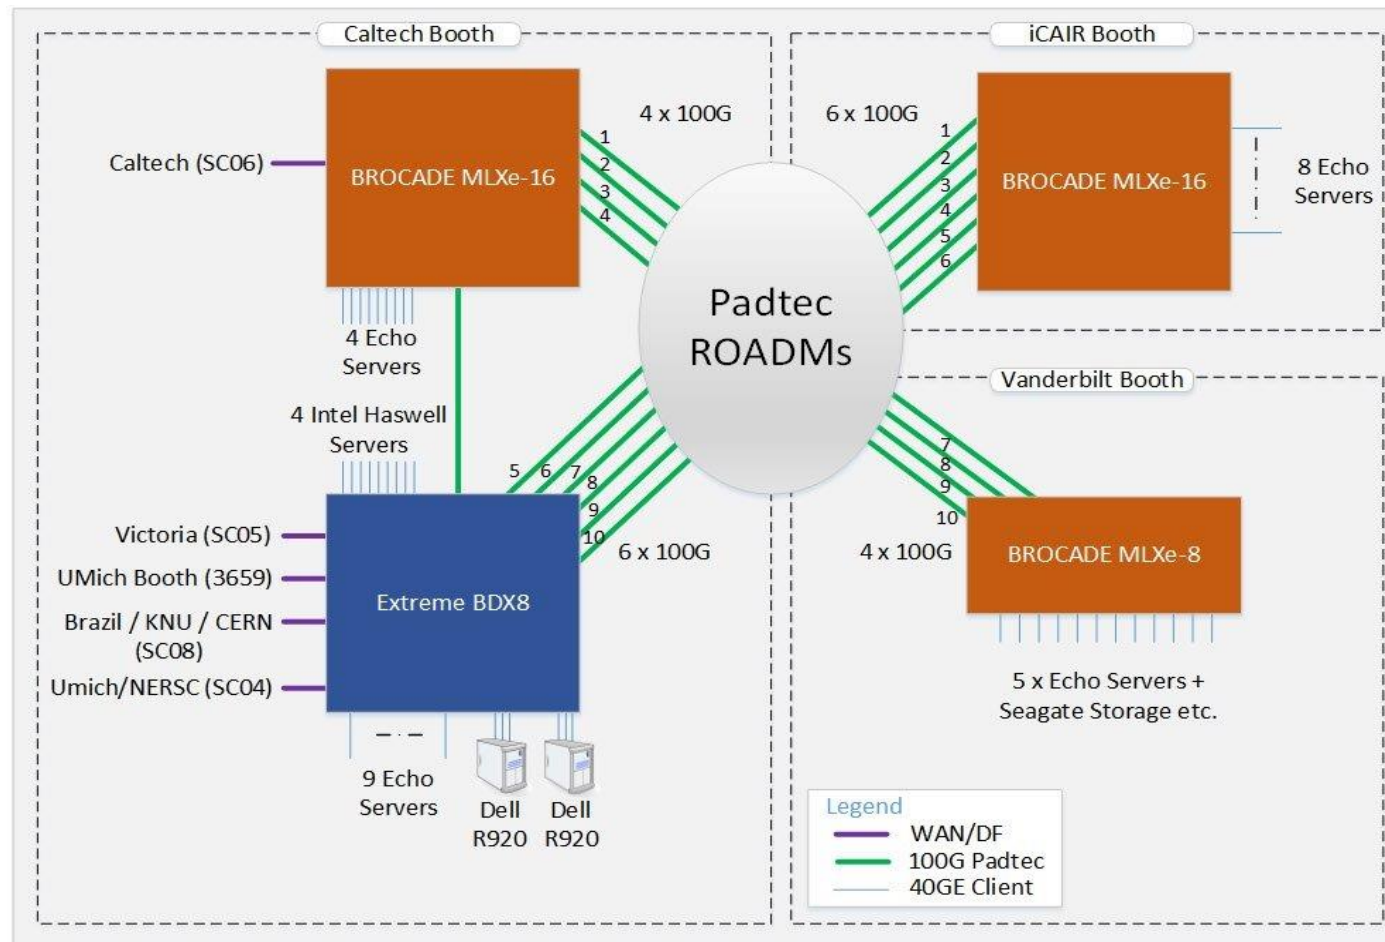 Caltech Booth
4 x 100G
Caltech (SC06)
BROCADE MLXe-16
1
2
3
4
4 Echo
Servers
4 Intel Haswell
Servers
5
6
7
8
9
10
6 x 100G
Victoria (SC05)
UMich Booth (3659)
Brazil / KNU / CERN
(SC08)
Umich/NERSC (SC04)
Extreme BDX8
9 Echo
Servers
Dell
R920
Dell
R920
Padtec
ROADMs
iCAIR Booth
6 x 100G
1
2
3
4
5
6
BROCADE MLXe-16
8 Echo
Servers
Vanderbilt Booth
7
8
9
10
4 x 100G
BROCADE MLXe-8
5 x Echo Servers +
Seagate Storage etc.
Legend
WAN/DF
100G Padtec
40GE Client